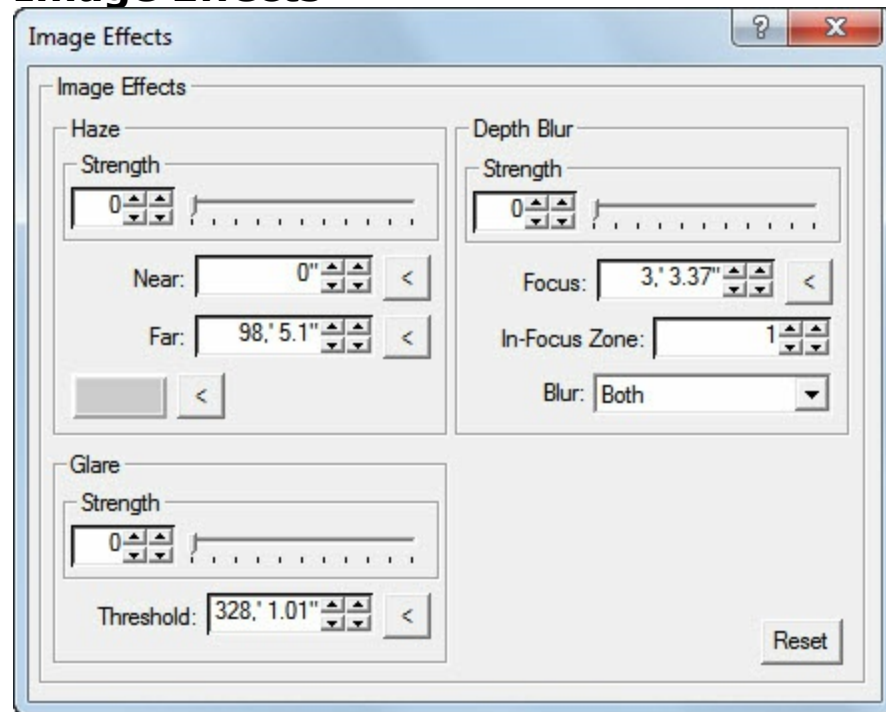 Image Effects
Image Effects
Image Effects
Haze
Strength
0
Near: 0" <
Far: 98,' 5.1" <
<
Depth Blur
Strength
0
Focus: 3,' 3.37" <
In-Focus Zone: 1
Blur: Both
Glare
Strength
0
Threshold: 328,' 1.01" <
Reset